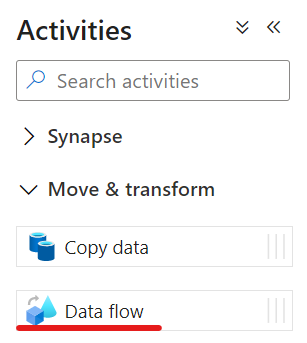 Activities
Search activities
Synapse
Move & transform
Copy data
Data flow